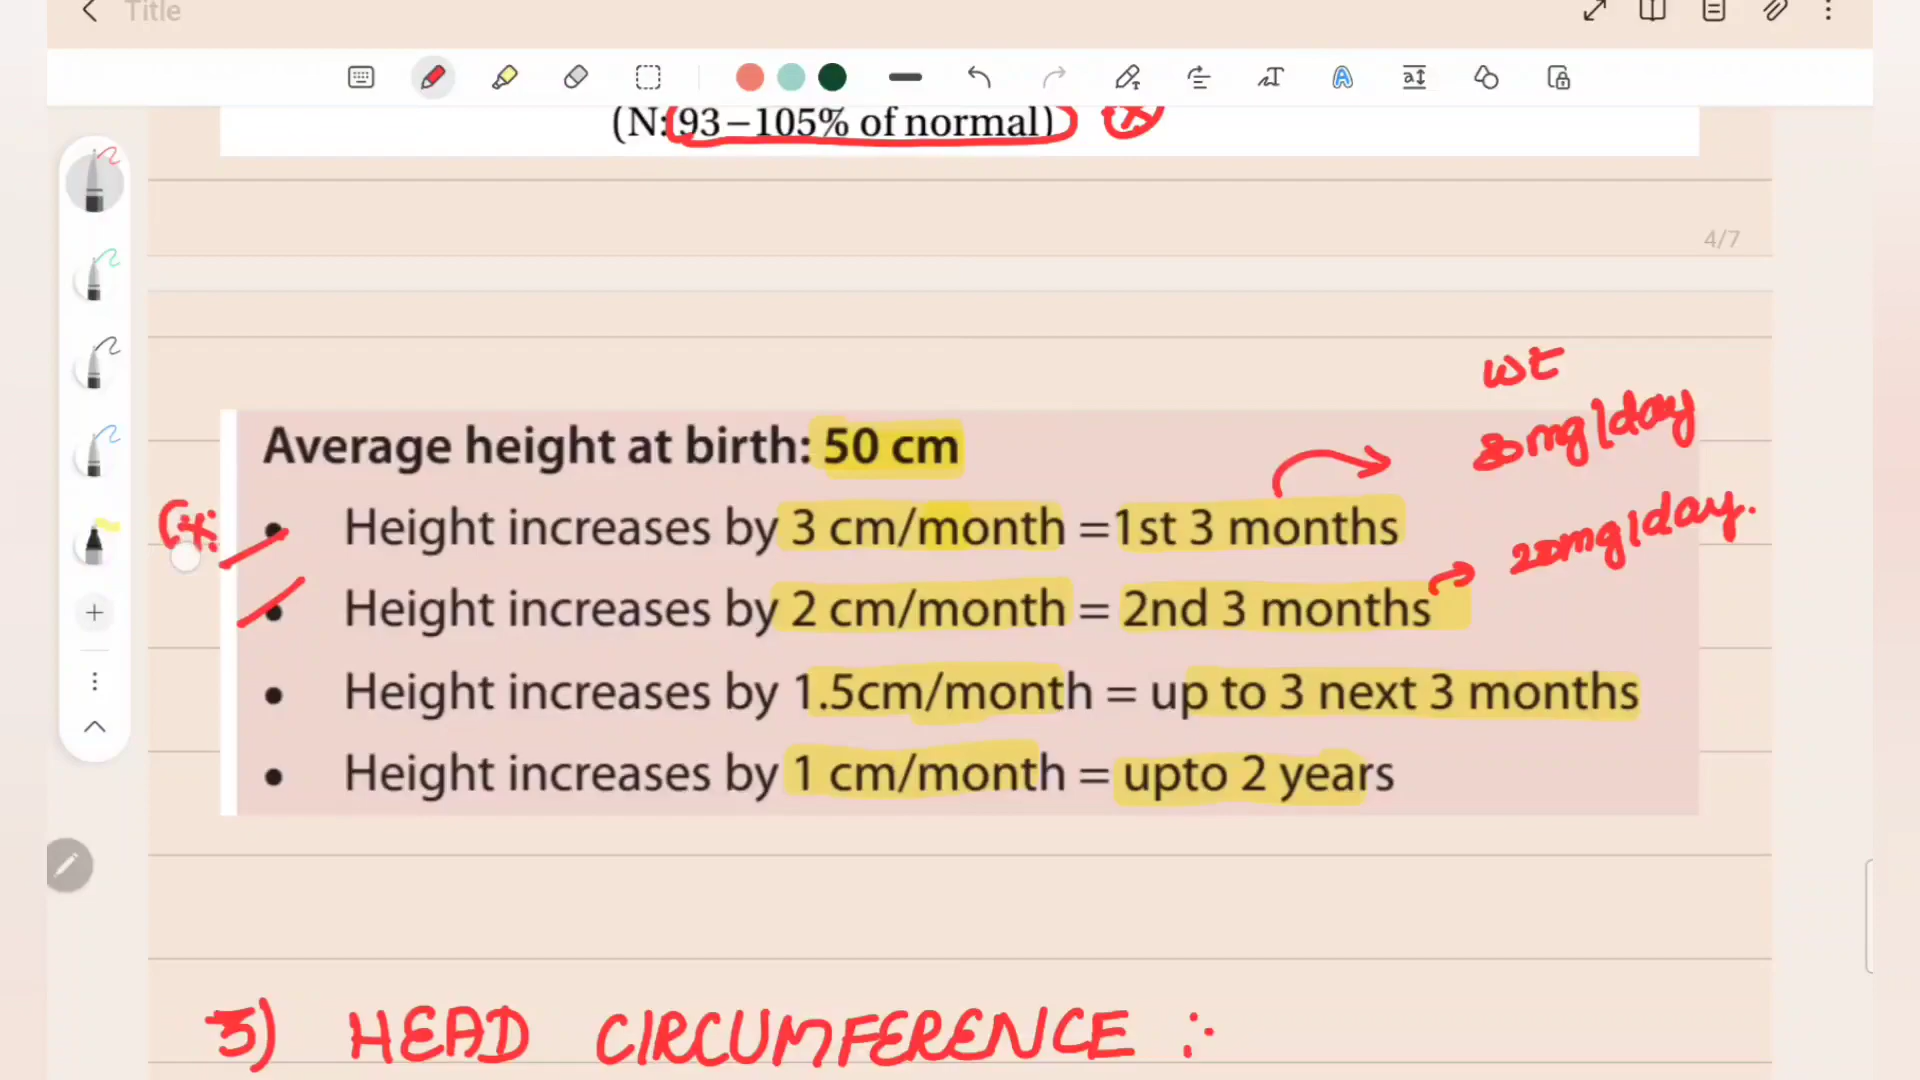 Title
(N: 93–105% of normal)
4/7
wt
Average height at birth: 50 cm
30mg/day
Height increases by 3 cm/month =1st 3 months
20mg/day.
Height increases by 2 cm/month = 2nd 3 months
Height increases by 1.5cm/month = up to 3 next 3 months
Height increases by 1 cm/month = upto 2 years
3) HEAD CIRCUMFERENCE :-